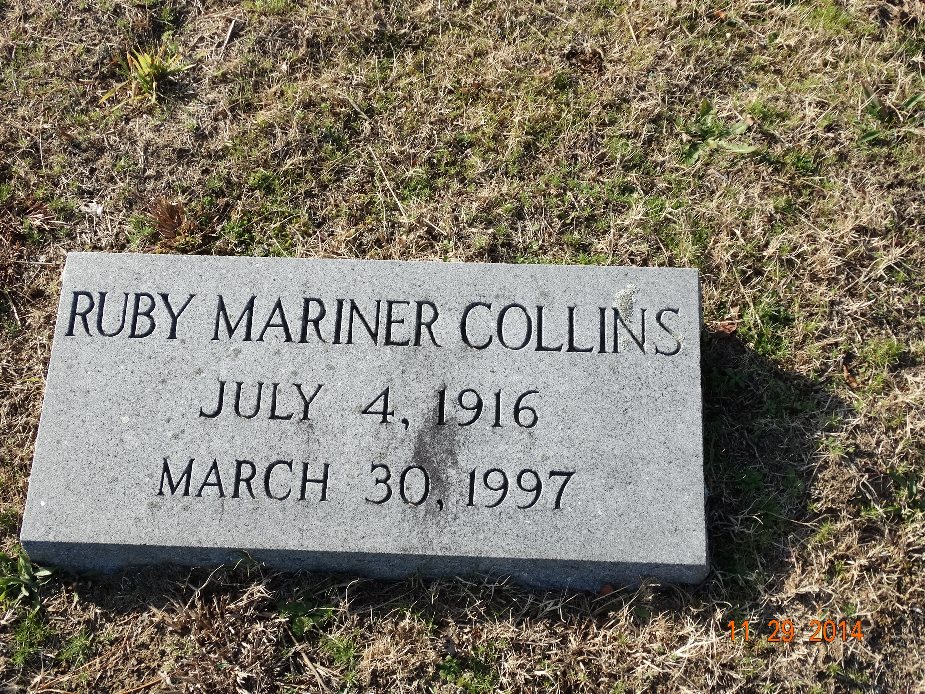 RUBY MARINER COLLINS
JULY 4, 1916
MARCH 30, 1997
11 29 2014